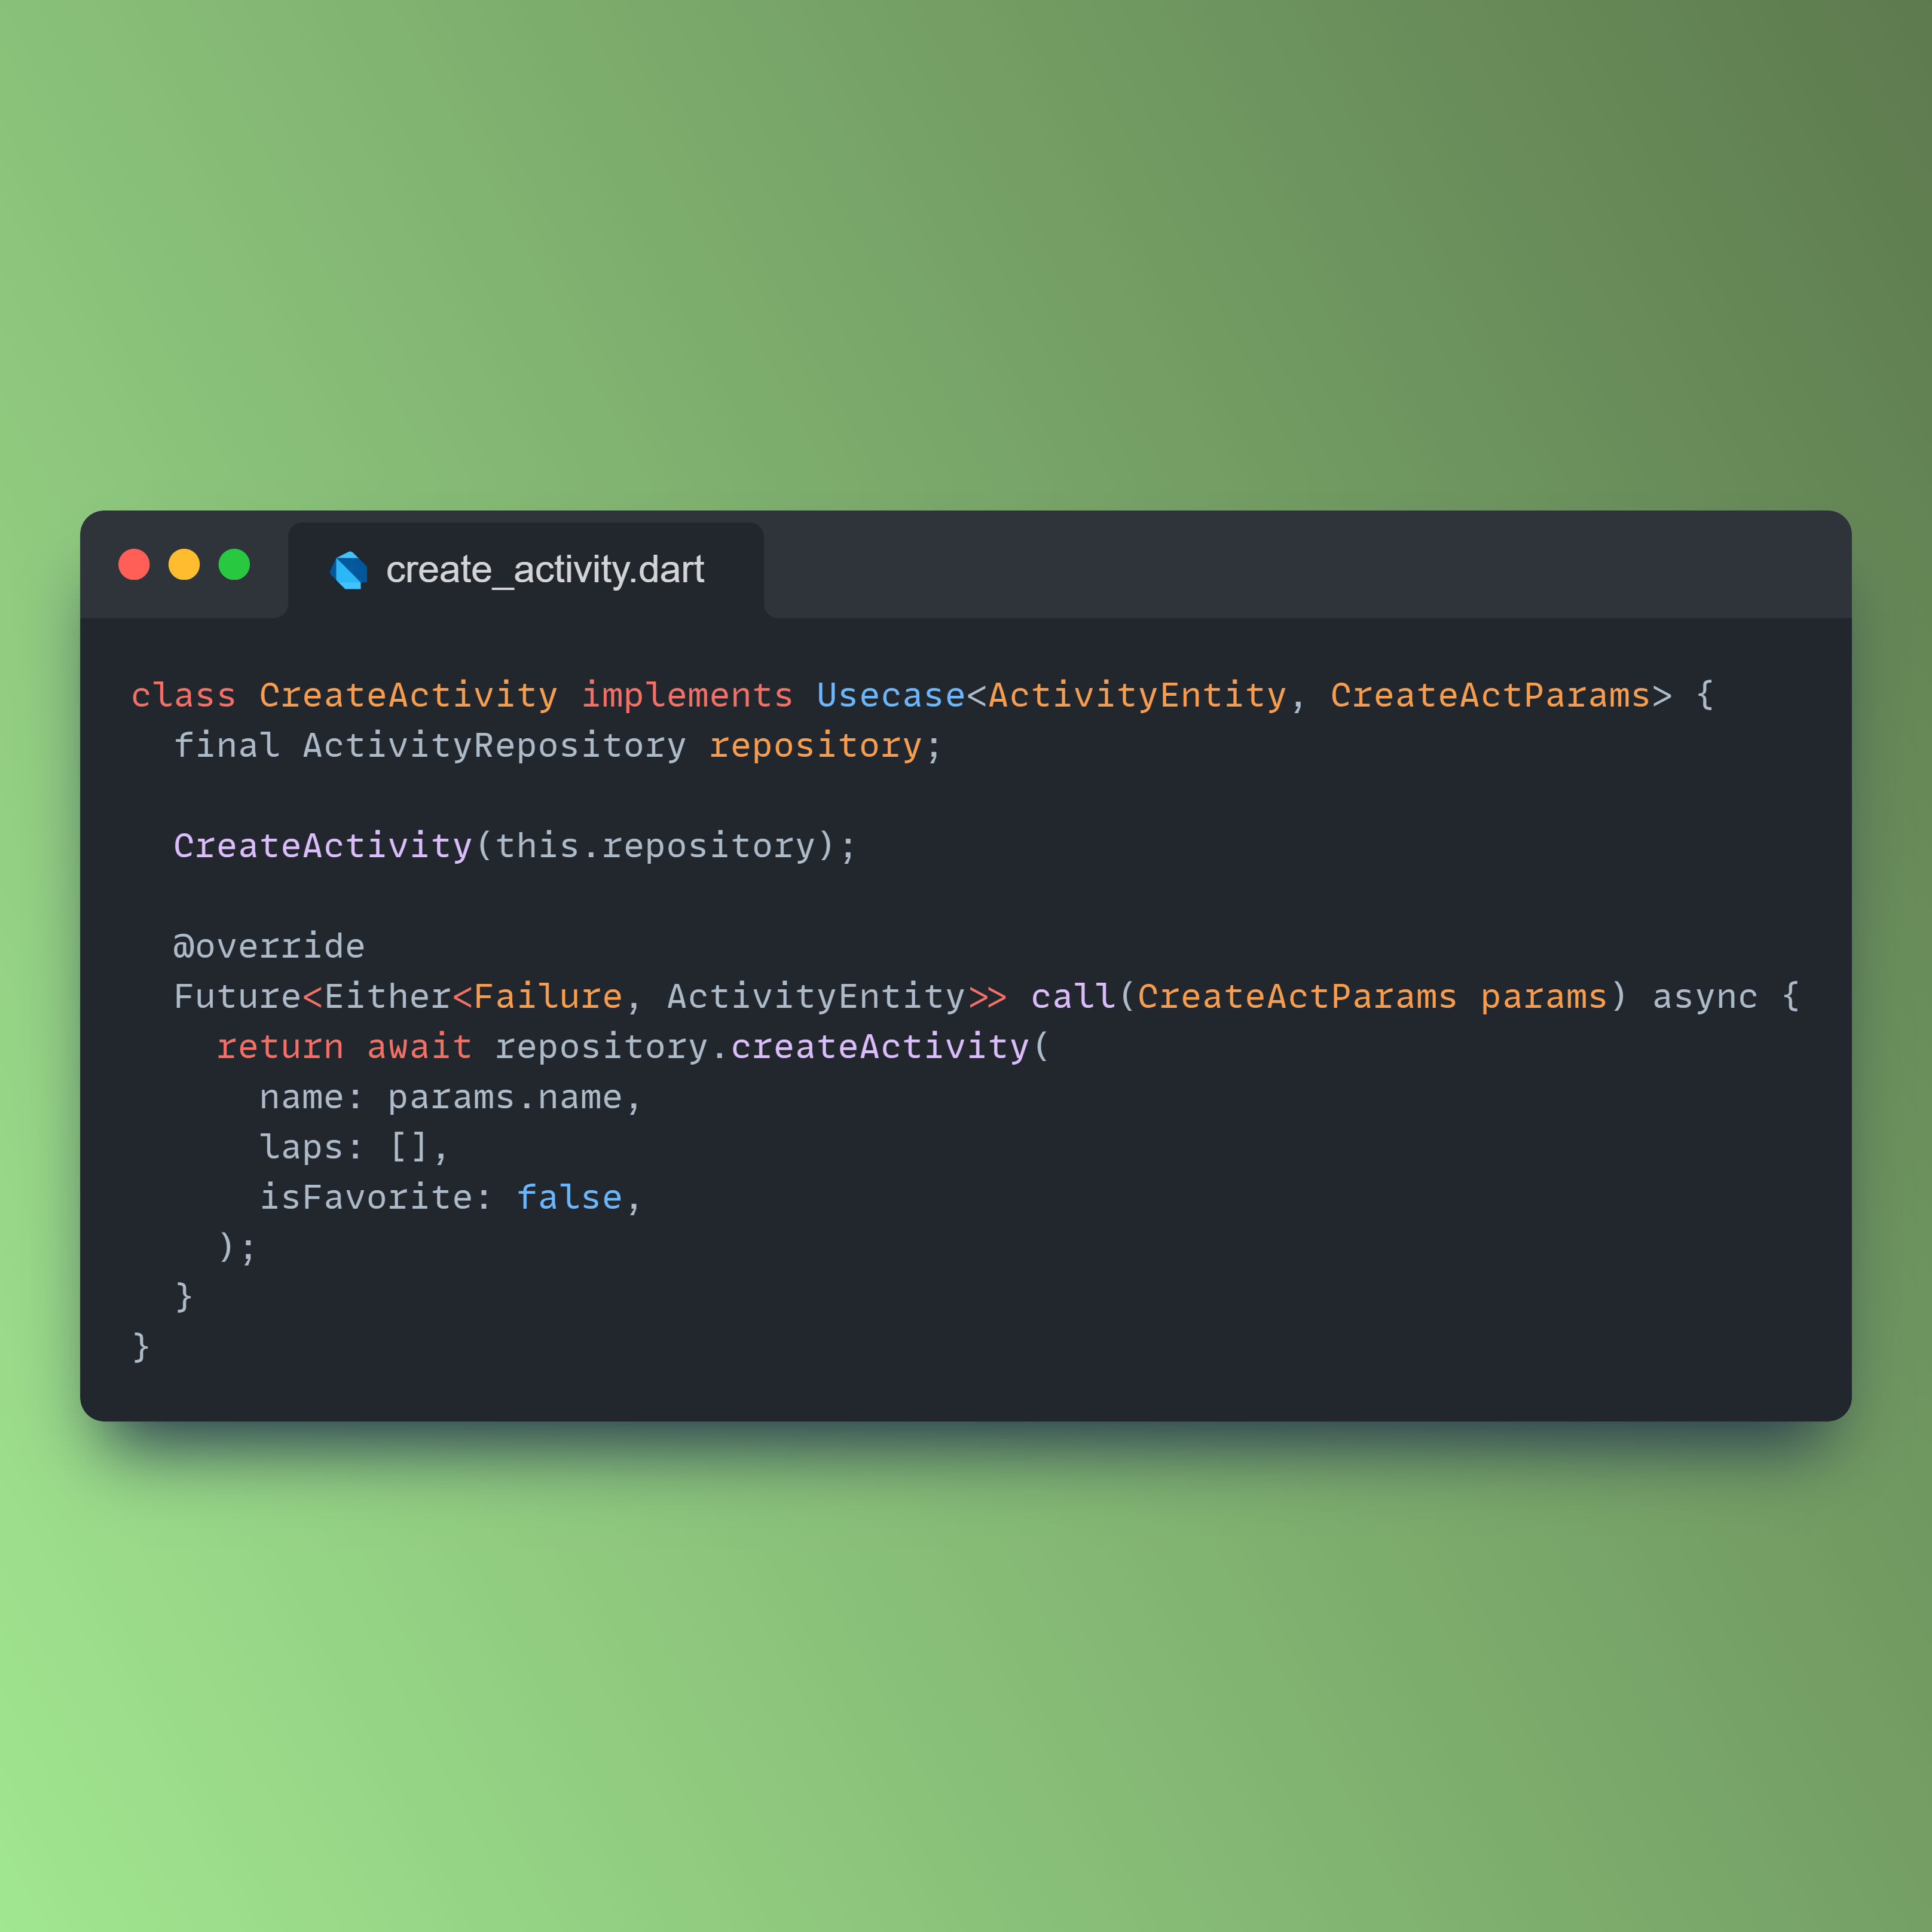 create_activity.dart
class CreateActivity implements Usecase<ActivityEntity, CreateActParams> {
  final ActivityRepository repository;

  CreateActivity(this.repository);

  @override
  Future<Either<Failure, ActivityEntity>> call(CreateActParams params) async {
    return await repository.createActivity(
      name: params.name,
      laps: [],
      isFavorite: false,
    );
  }
}